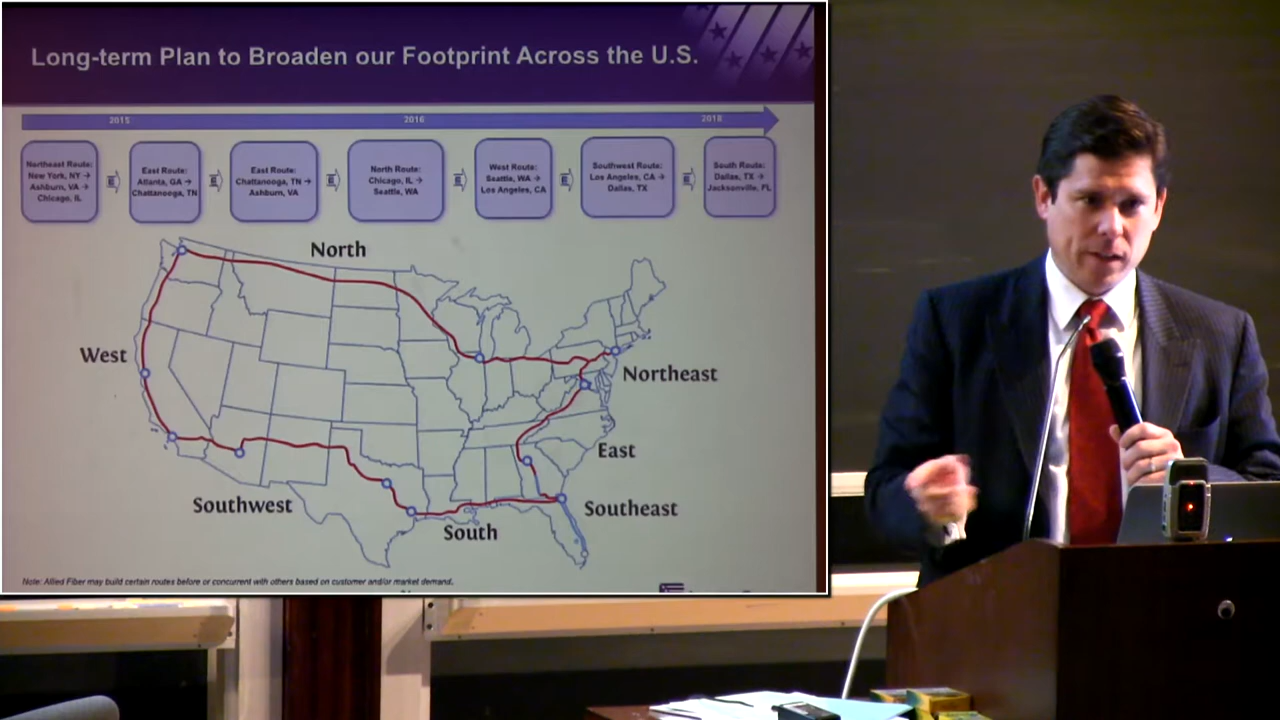 Long-term Plan to Broaden our Footprint Across the U.S.
2015
2016
2018
Northeast Route:
New York, NY →
Ashburn, VA →
Chicago, IL
East Route:
Atlanta, GA →
Chattanooga, TN
East Route:
Chattanooga, TN →
Ashburn, VA
North Route:
Chicago, IL →
Seattle, WA
West Route:
Seattle, WA →
Los Angeles, CA
Southwest Route:
Los Angeles, CA →
Dallas, TX
South Route:
Dallas, TX →
Jacksonville, FL
North
West
Northeast
East
Southwest
Southeast
South
Note: Allied Fiber may build certain routes before or concurrent with others based on customer and/or market demand.